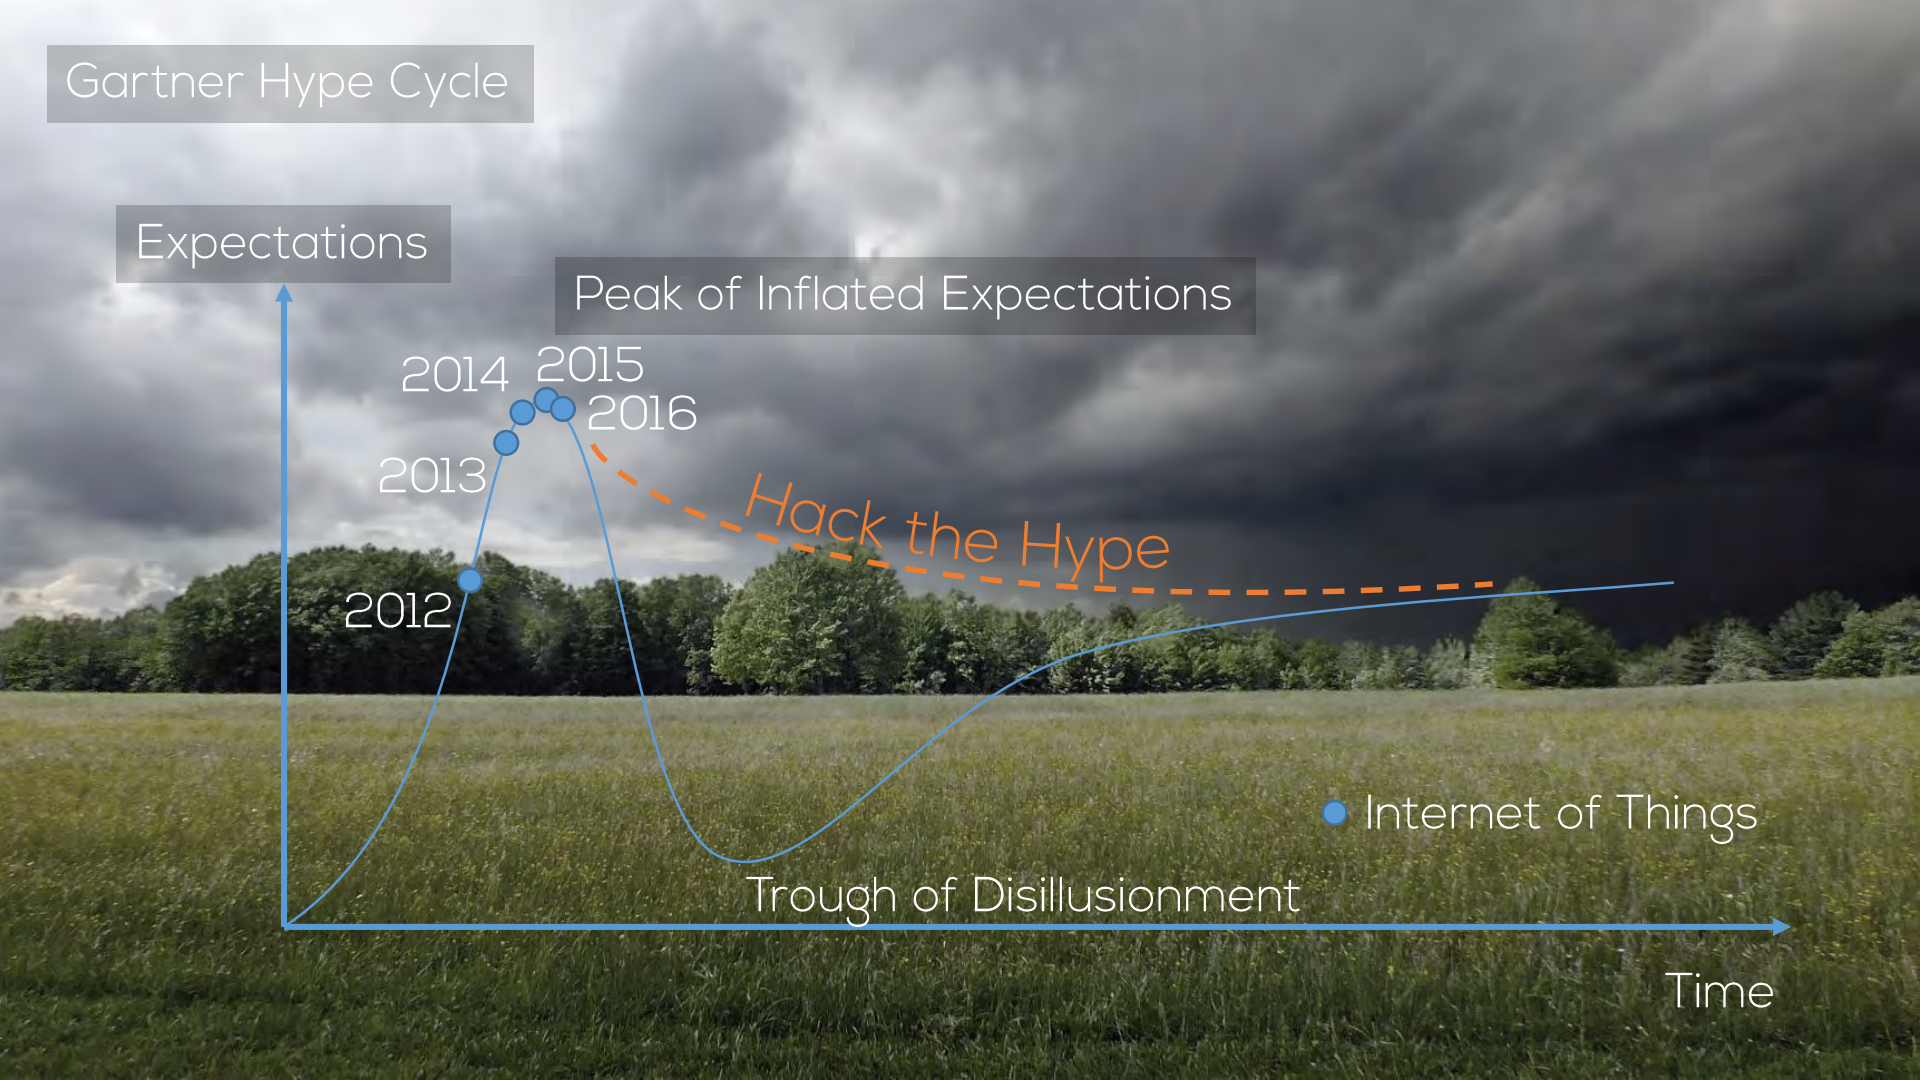 Gartner Hype Cycle
Expectations
Peak of Inflated Expectations
2014
2015
2016
2013
Hack the Hype
2012
Internet of Things
Trough of Disillusionment
Time